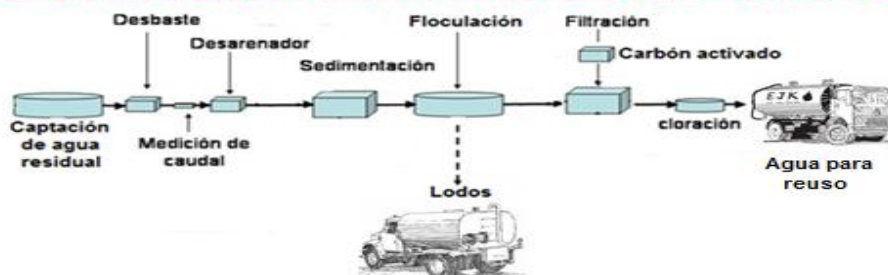 Desbaste
Floculación
Filtración
Desarenador
Carbón activado
Sedimentación
EJK
Captación
de agua
residual
Medición de
caudal
cloración
Agua para
reuso
Lodos